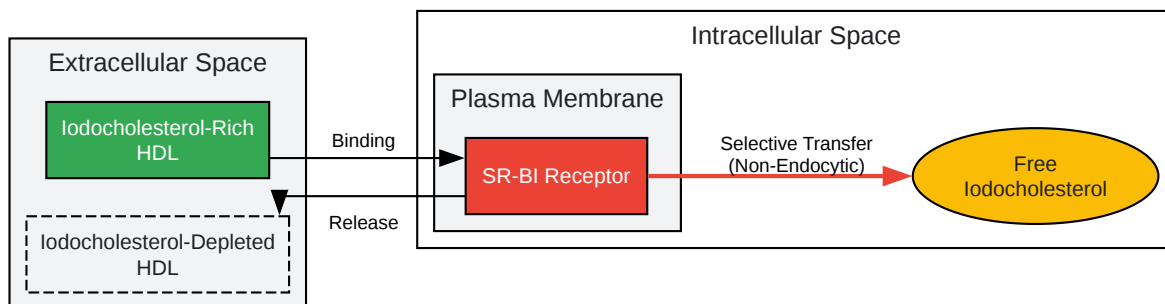 Intracellular Space
Extracellular Space
Plasma Membrane
Iodocholesterol-Rich
HDL
Binding
SR-BI Receptor
Selective Transfer
(Non-Endocytic)
Free
Iodocholesterol
Release
Iodocholesterol-Depleted
HDL